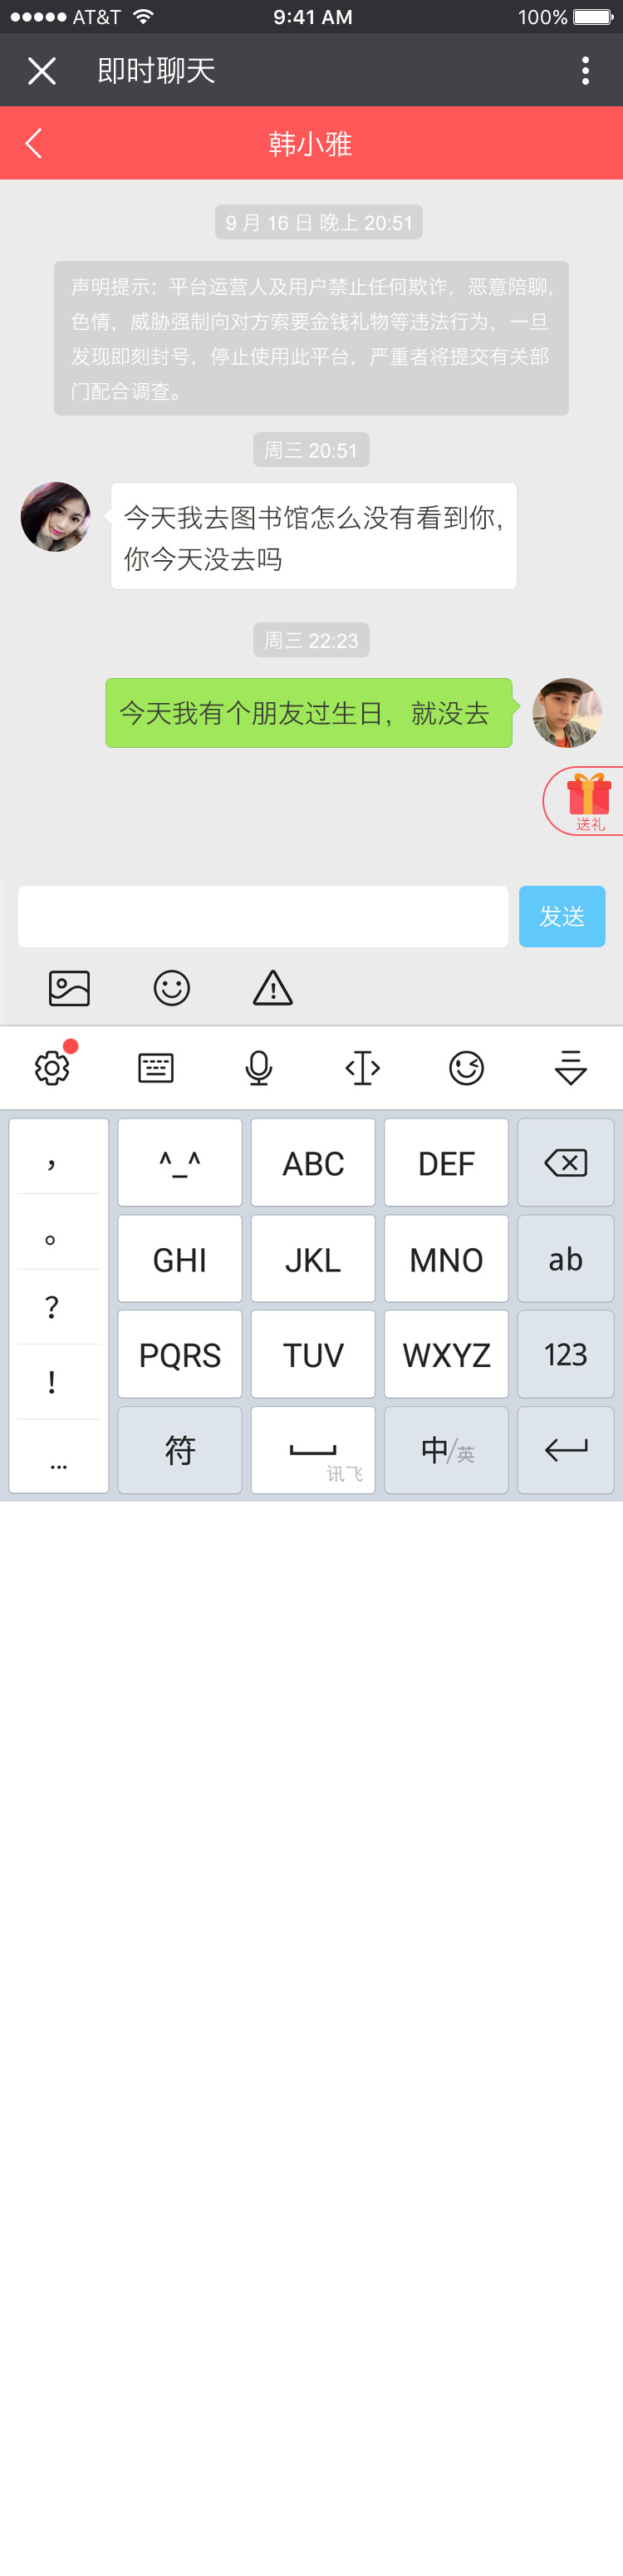 AT&T 9:41 AM 100%
即时聊天
韩小雅
9 月 16 日 晚上 20:51
声明提示：平台运营人及用户禁止任何欺诈，恶意陪聊，
色情，威胁强制向对方索要金钱礼物等违法行为，一旦
发现即刻封号，停止使用此平台，严重者将提交有关部
门配合调查。
周三 20:51
今天我去图书馆怎么没有看到你，
你今天没去吗
周三 22:23
今天我有个朋友过生日，就没去
送礼
发送
， ^_^ ABC DEF
。 GHI JKL MNO ab
？ PQRS TUV WXYZ 123
！
... 符 讯飞 中/英